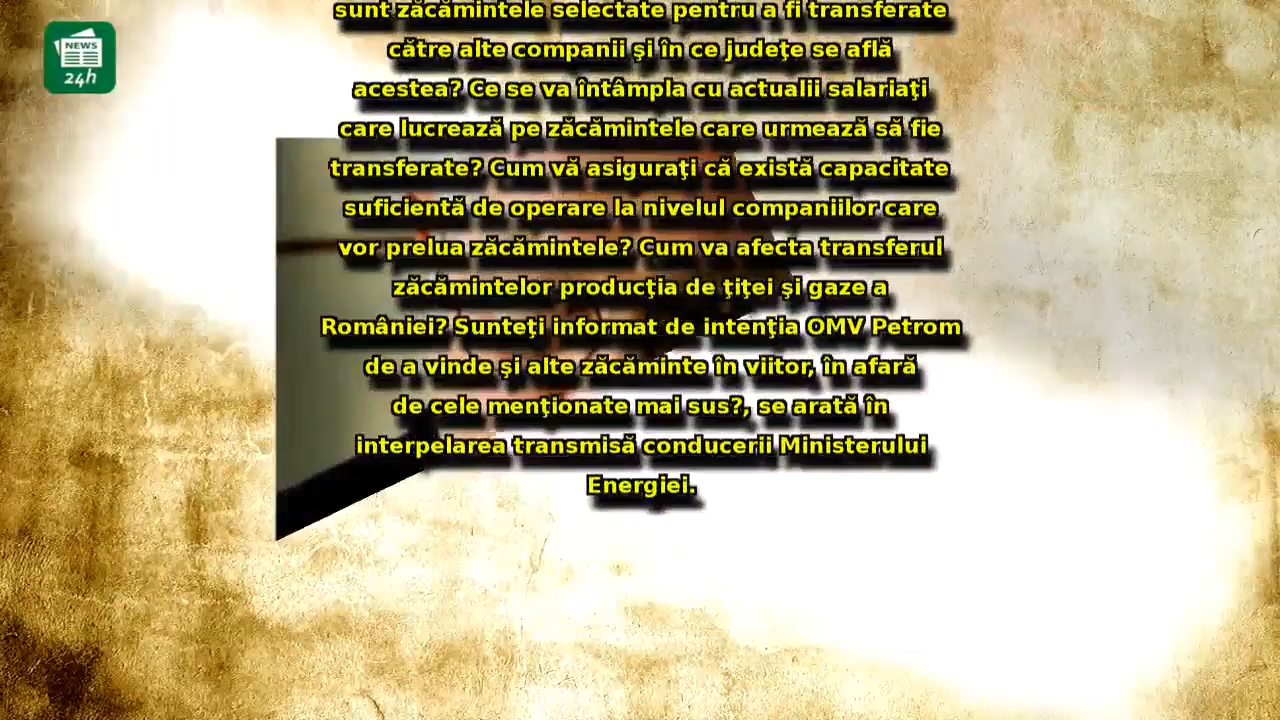 NEWS
24h
sunt zăcămintele selectate pentru a fi transferate
către alte companii şi în ce judeţe se află
acestea? Ce se va întâmpla cu actualii salariaţi
care lucrează pe zăcămintele care urmează să fie
transferate? Cum vă asiguraţi că există capacitate
suficientă de operare la nivelul companiilor care
vor prelua zăcămintele? Cum va afecta transferul
zăcămintelor producţia de ţiţei şi gaze a
României? Sunteţi informat de intenţia OMV Petrom
de a vinde şi alte zăcăminte în viitor, în afară
de cele menţionate mai sus?, se arată în
interpelarea transmisă conducerii Ministerului
Energiei.